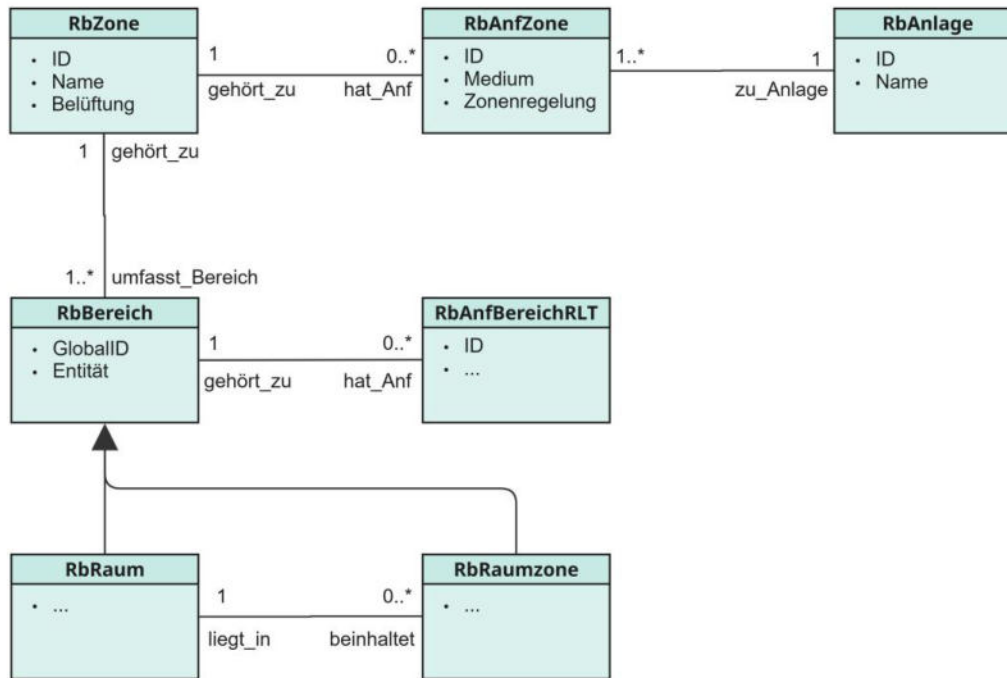 RbZone
· ID
· Name
· Belüftung
1
gehört_zu
0..*
hat_Anf
RbAnfZone
· ID
· Medium
· Zonenregelung
1..*
1
zu_Anlage
RbAnlage
· ID
· Name
1
gehört_zu
1..*
umfasst_Bereich
RbBereich
· GlobalID
· Entität
1
gehört_zu
0..*
hat_Anf
RbAnfBereichRLT
· ID
· ...
RbRaum
· ...
1
liegt_in
0..*
beinhaltet
RbRaumzone
· ...